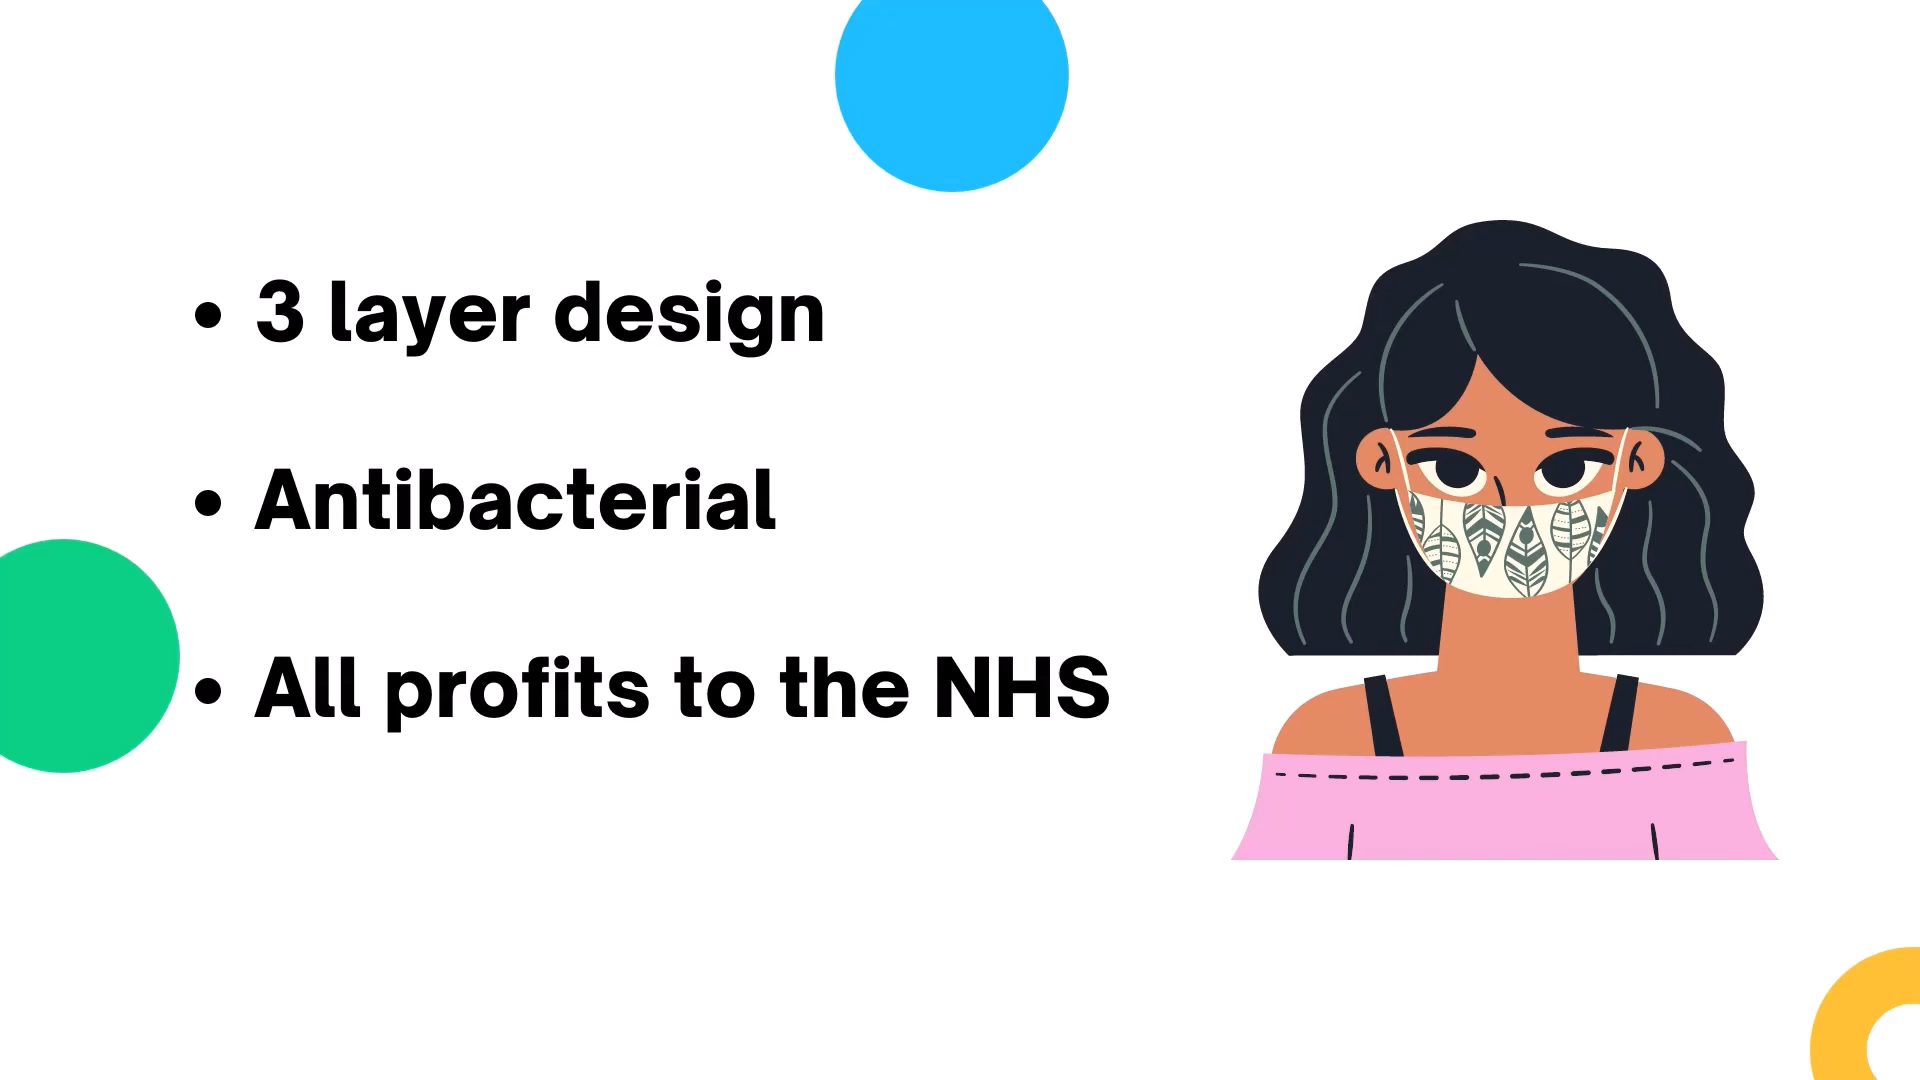 3 layer design
Antibacterial
All profits to the NHS